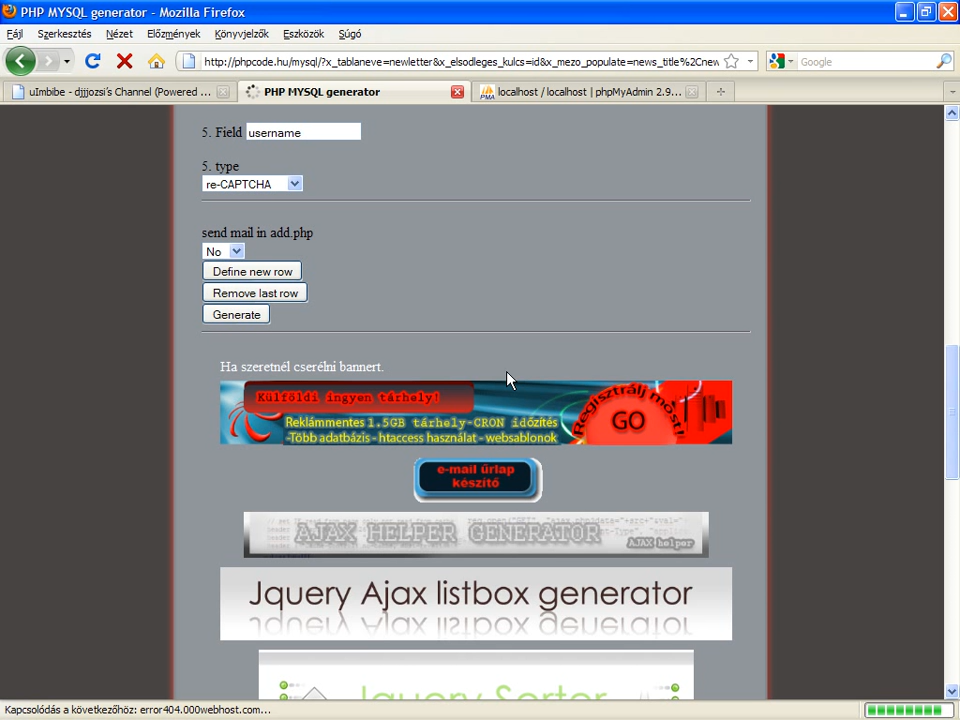 PHP MYSQL generator - Mozilla Firefox
Fájl Szerkesztés Nézet Előzmények Könyvjelzők Eszközök Súgó
http://phpcode.hu/mysql/?x_tablaneve=newletter&x_elsodleges_kulcs=id&x_mezo_populate=news_title%2Cnew
Google
uImbibe - djjjozsi's Channel (Powered ...
PHP MYSQL generator
PMA localhost / localhost | phpMyAdmin 2.9...
5. Field username
5. type
re-CAPTCHA
send mail in add.php
No
Define new row
Remove last row
Generate
Ha szeretnél cserélni bannert.
Külföldi ingyen tárhely!
Reklámmentes 1.5GB tárhely-CRON időzítés
-Több adatbázis - htaccess használat - websablonok
Regisztrálj most!
GO
e-mail űrlap
készítő
AJAX HELPER GENERATOR
AJAX helper
Jquery Ajax listbox generator
Jquery Sorter
Kapcsolódás a következőhöz: error404.000webhost.com...